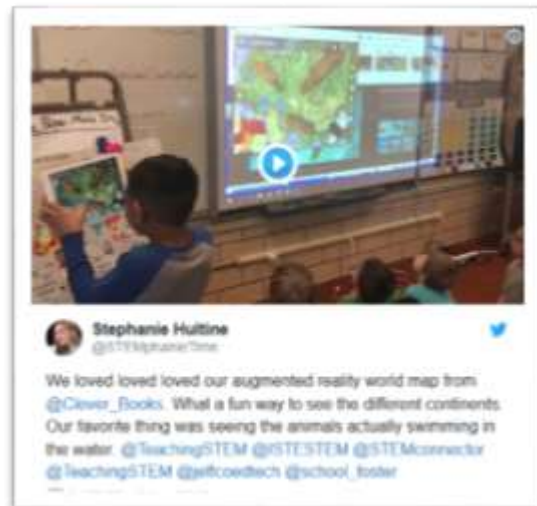 Stephanie Hultine
@STEMphanieTime
We loved loved loved our augmented reality world map from
@Clever_Books. What a fun way to see the different continents.
Our favorite thing was seeing the animals actually swimming in
the water. @TeachingSTEM @ISTESTEM @STEMconnector
@TeachingSTEM @jeffcoedtech @school_foster